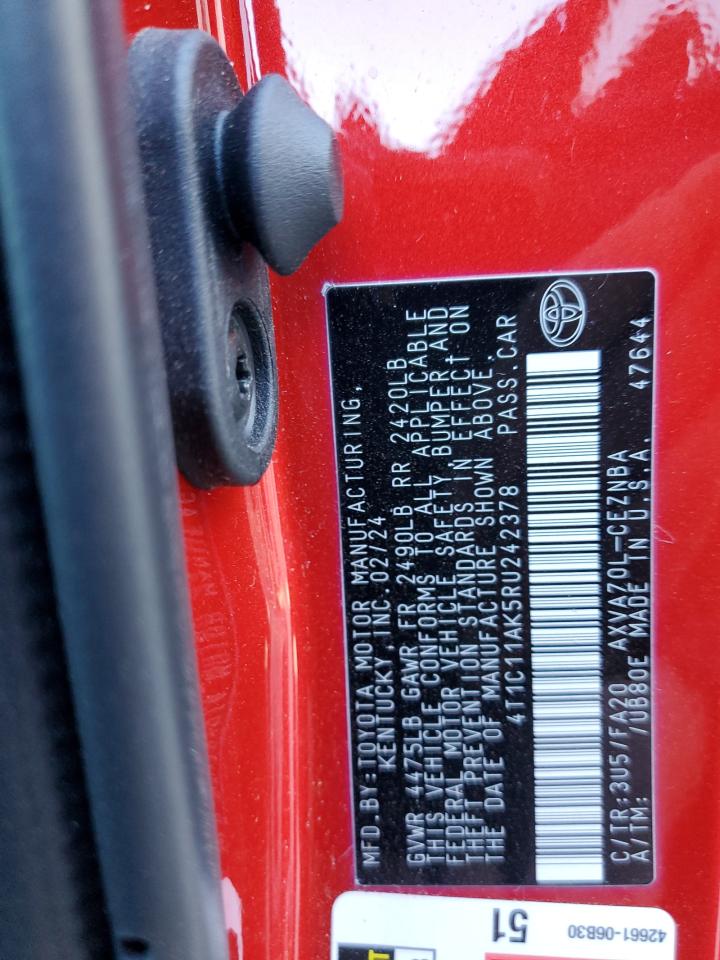 MFD.BY:TOYOTA MOTOR MANUFACTURING,
KENTUCKY, INC. 02/24
GVWR 4475LB GAWR FR 2490LB RR 2420LB
THIS VEHICLE CONFORMS TO ALL APPLICABLE
FEDERAL MOTOR VEHICLE SAFETY, BUMPER, AND
THEFT PREVENTION STANDARDS IN EFFECT ON
THE DATE OF MANUFACTURE SHOWN ABOVE.
4T1C11AK5RU242378 PASS.CAR
C/TR:3U5/FA20 AXVA70L-CEZNBA
A/TM: /UB80E MADE IN U.S.A. 47644
51
42661-06B30